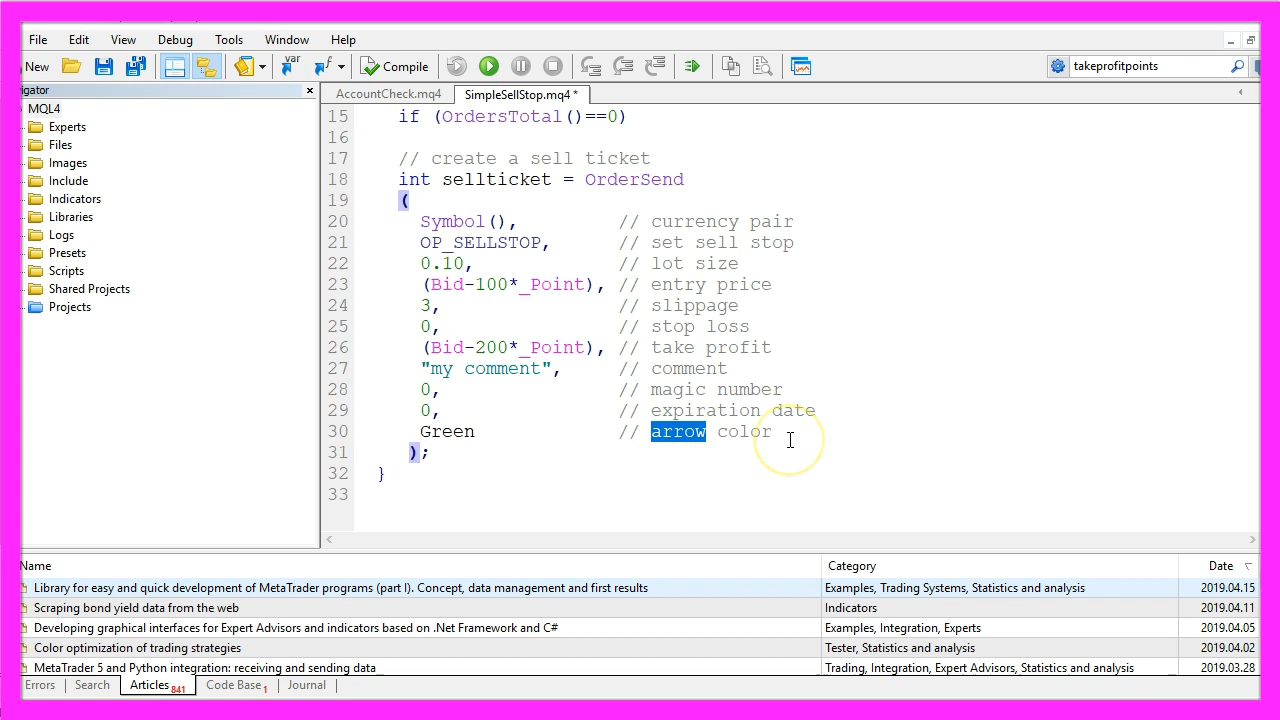 File Edit View Debug Tools Window Help
New Compile takeprofitpoints
vigator
AccountCheck.mq4 SimpleSellStop.mq4 *
MQL4
Experts
Files
Images
Include
Indicators
Libraries
Logs
Presets
Scripts
Shared Projects
Projects
15 if (OrdersTotal()==0)
16
17 // create a sell ticket
18 int sellticket = OrderSend
19 (
20 Symbol(), // currency pair
21 OP_SELLSTOP, // set sell stop
22 0.10, // lot size
23 (Bid-100*_Point), // entry price
24 3, // slippage
25 0, // stop loss
26 (Bid-200*_Point), // take profit
27 "my comment", // comment
28 0, // magic number
29 0, // expiration date
30 Green // arrow color
31 );
32 }
33
Name Category Date
Library for easy and quick development of MetaTrader programs (part I). Concept, data management and first results Examples, Trading Systems, Statistics and analysis 2019.04.15
Scraping bond yield data from the web Indicators 2019.04.11
Developing graphical interfaces for Expert Advisors and indicators based on .Net Framework and C# Examples, Integration, Experts 2019.04.05
Color optimization of trading strategies Tester, Statistics and analysis 2019.04.02
MetaTrader 5 and Python integration: receiving and sending data Trading, Integration, Expert Advisors, Statistics and analysis 2019.03.28
Errors Search Articles 841 Code Base 1 Journal